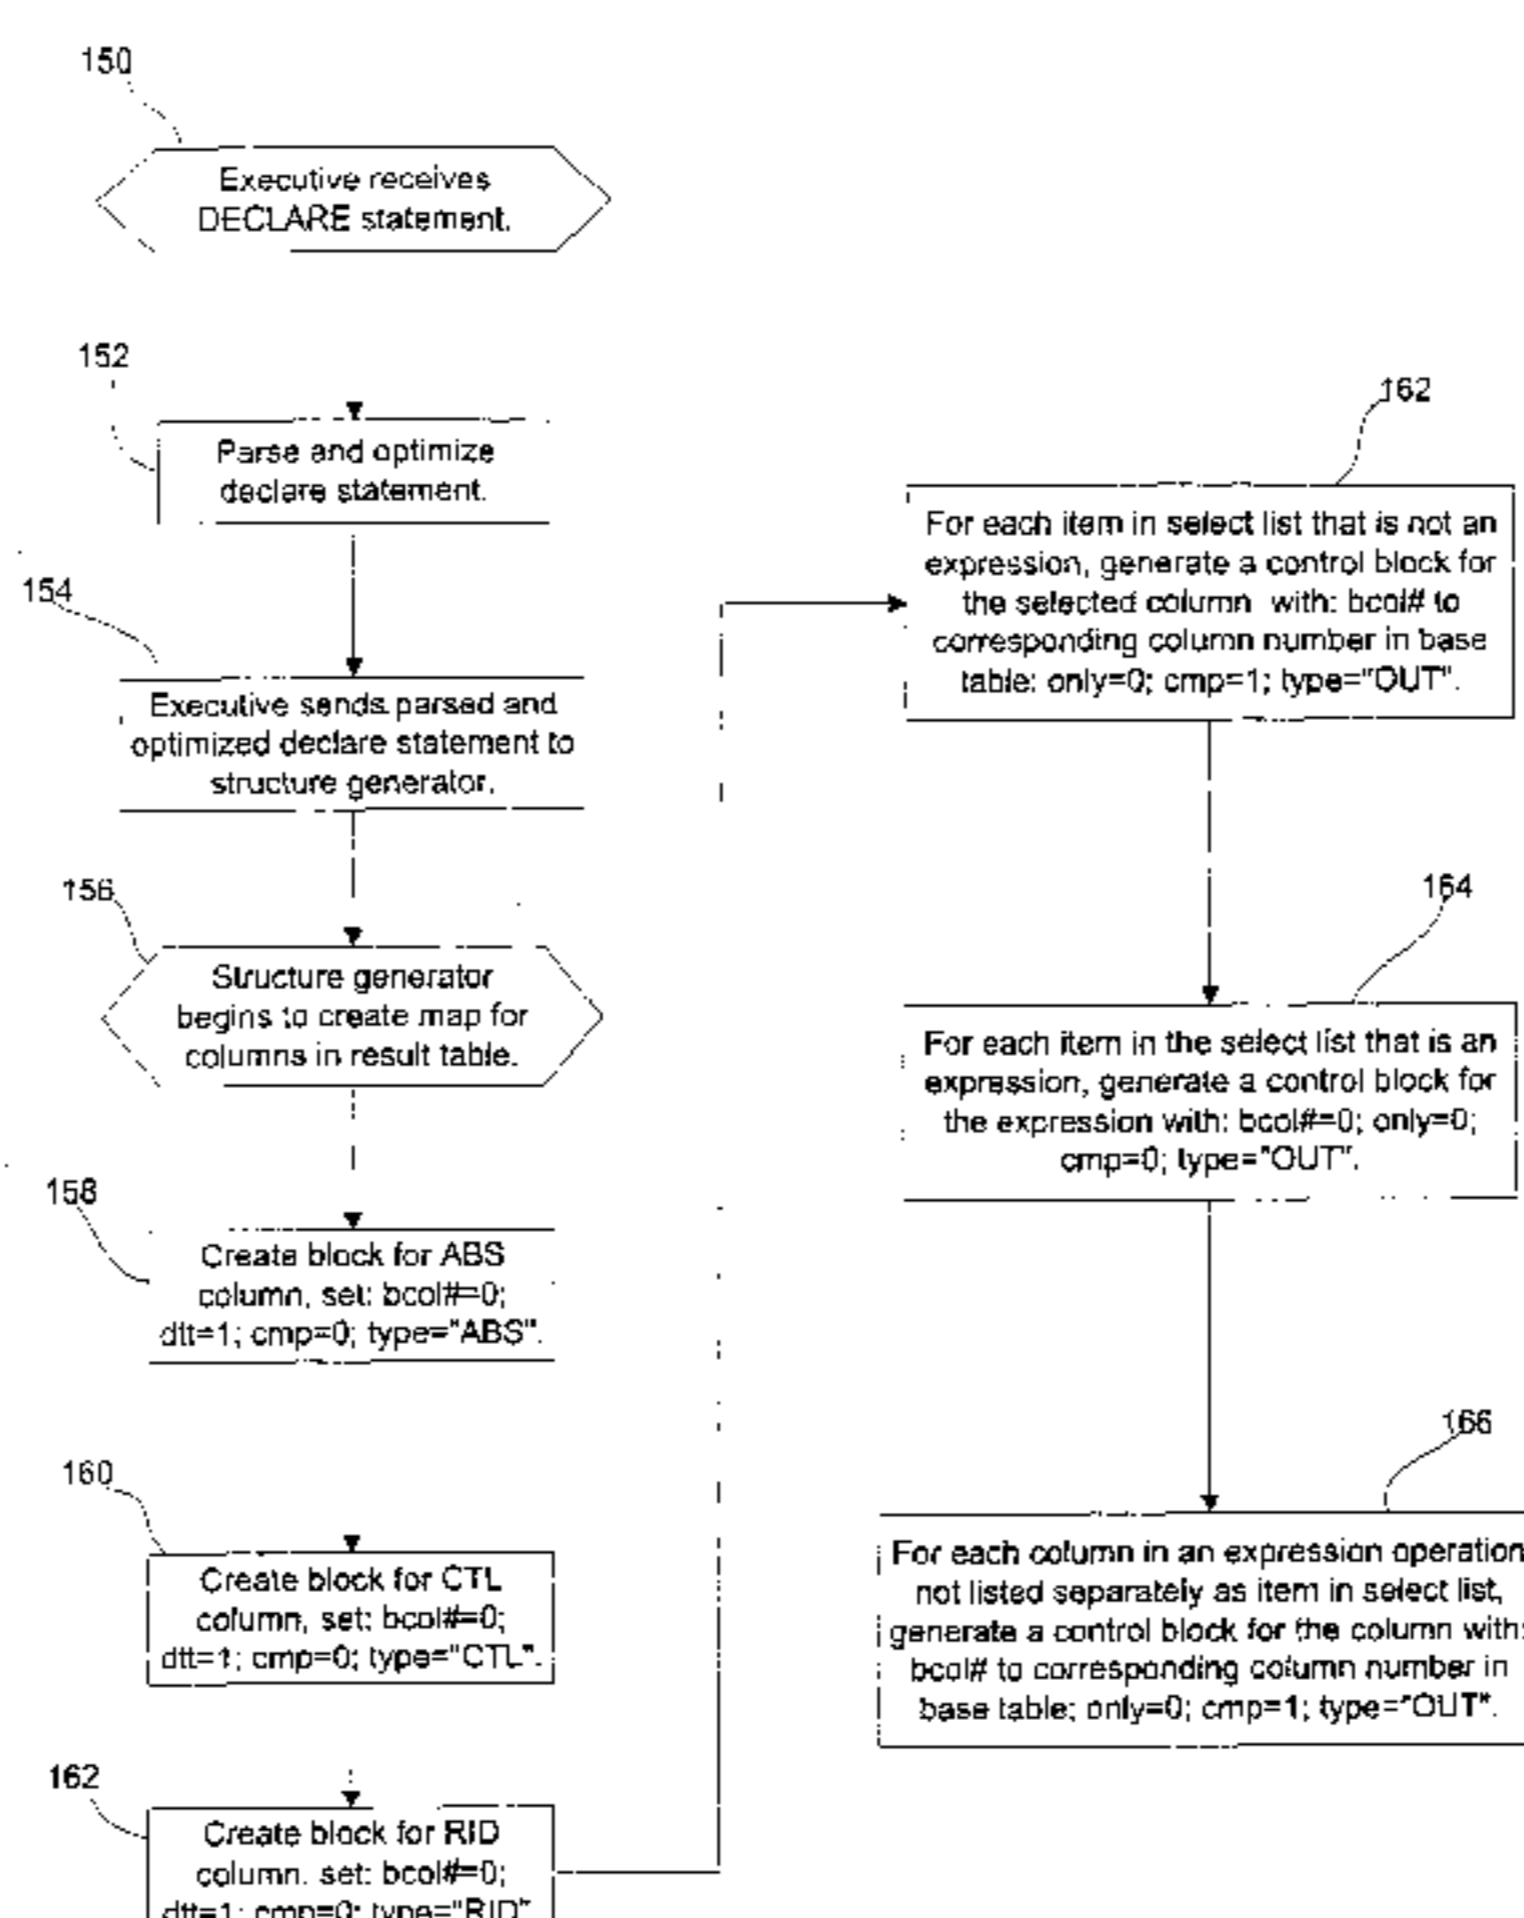 150
Executive receives
DECLARE statement.
152
Parse and optimize
declare statement.
154
Executive sends parsed and
optimized declare statement to
structure generator.
156
Structure generator
begins to create map for
columns in result table.
158
Create block for ABS
column, set: bcol#=0;
dtt=1; cmp=0; type="ABS".
160
Create block for CTL
column, set: bcol#=0;
dtt=1; cmp=0; type="CTL".
162
Create block for RID
column. set: bcol#=0;
dtt=1; cmp=0; type="RID"
162
For each item in select list that is not an
expression, generate a control block for
the selected column with: bcol# to
corresponding column number in base
table; only=0; cmp=1; type="OUT".
164
For each item in the select list that is an
expression, generate a control block for
the expression with: bcol#=0; only=0;
cmp=0; type="OUT".
166
For each column in an expression operation
not listed separately as item in select list,
generate a control block for the column with:
bcol# to corresponding column number in
base table; only=0; cmp=1; type="OUT".